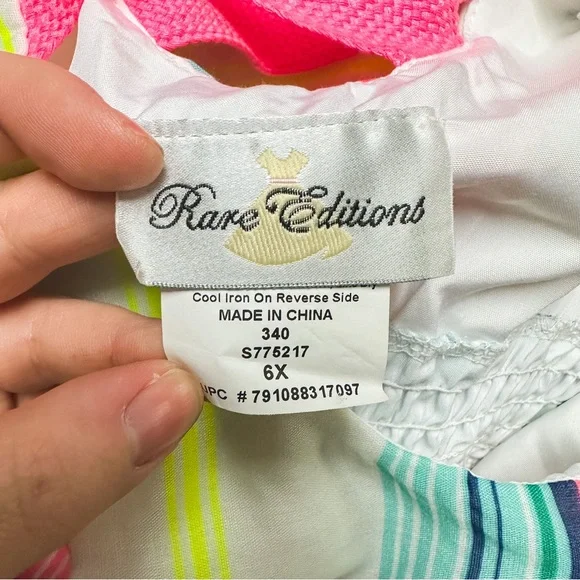 Rare Editions
Cool Iron On Reverse Side
MADE IN CHINA
340
S775217
6X
UPC # 791088317097